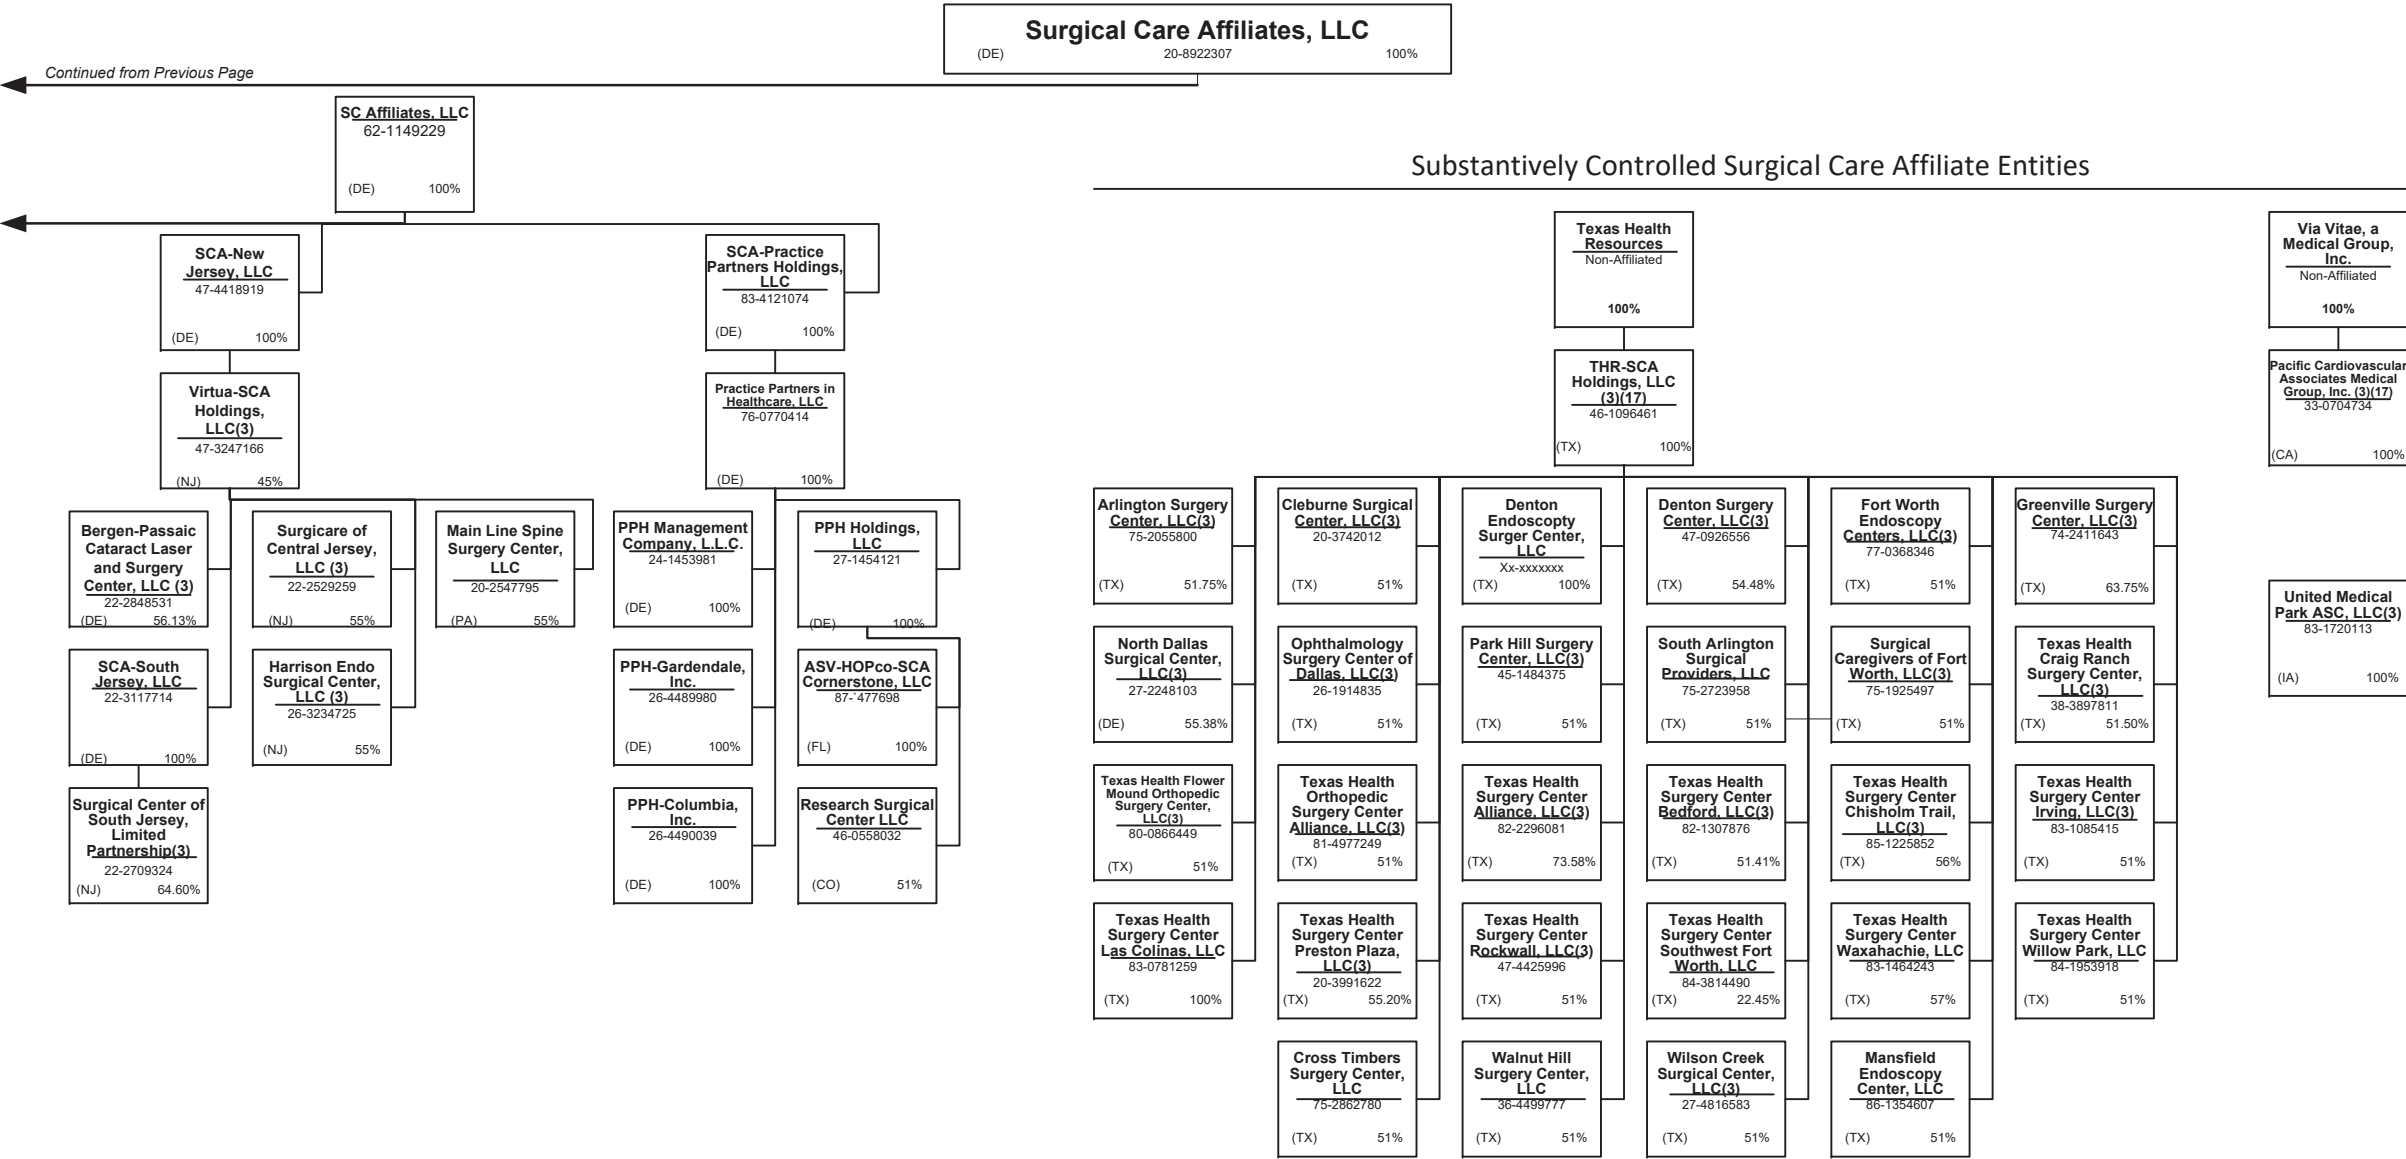 Surgical Care Affiliates, LLC
(DE) 20-8922307 100%
Continued from Previous Page
SC Affiliates, LLC
62-1149229
(DE) 100%
Substantively Controlled Surgical Care Affiliate Entities
SCA-New
Jersey, LLC
47-4418919
(DE) 100%
SCA-Practice
Partners Holdings,
LLC
83-4121074
(DE) 100%
Texas Health
Resources
Non-Affiliated
100%
Via Vitae, a
Medical Group,
Inc.
Non-Affiliated
100%
Virtua-SCA
Holdings,
LLC(3)
47-3247166
(NJ) 45%
Practice Partners in
Healthcare, LLC
76-0770414
(DE) 100%
THR-SCA
Holdings, LLC
(3)(17)
46-1096461
(TX) 100%
Pacific Cardiovascular
Associates Medical
Group, Inc. (3)(17)
33-0704734
(CA) 100%
Bergen-Passaic
Cataract Laser
and Surgery
Center, LLC (3)
22-2848531
(DE) 56.13%
Surgicare of
Central Jersey,
LLC (3)
22-2529259
(NJ) 55%
Main Line Spine
Surgery Center,
LLC
20-2547795
(PA) 55%
PPH Management
Company, L.L.C.
24-1453981
(DE) 100%
PPH Holdings,
LLC
27-1454121
(DE) 100%
Arlington Surgery
Center, LLC(3)
75-2055800
(TX) 51.75%
Cleburne Surgical
Center, LLC(3)
20-3742012
(TX) 51%
Denton
Endoscopty
Surger Center,
LLC
Xx-xxxxxxx
(TX) 100%
Denton Surgery
Center, LLC(3)
47-0926556
(TX) 54.48%
Fort Worth
Endoscopy
Centers, LLC(3)
77-0368346
(TX) 51%
Greenville Surgery
Center, LLC(3)
74-2411643
(TX) 63.75%
United Medical
Park ASC, LLC(3)
83-1720113
(IA) 100%
SCA-South
Jersey, LLC
22-3117714
(DE) 100%
Harrison Endo
Surgical Center,
LLC (3)
26-3234725
(NJ) 55%
PPH-Gardendale,
Inc.
26-4489980
(DE) 100%
ASV-HOPco-SCA
Cornerstone, LLC
87-`477698
(FL) 100%
North Dallas
Surgical Center,
LLC(3)
27-2248103
(DE) 55.38%
Ophthalmology
Surgery Center of
Dallas, LLC(3)
26-1914835
(TX) 51%
Park Hill Surgery
Center, LLC(3)
45-1484375
(TX) 51%
South Arlington
Surgical
Providers, LLC
75-2723958
(TX) 51%
Surgical
Caregivers of Fort
Worth, LLC(3)
75-1925497
(TX) 51%
Texas Health
Craig Ranch
Surgery Center,
LLC(3)
38-3897811
(TX) 51.50%
Surgical Center of
South Jersey,
Limited
Partnership(3)
22-2709324
(NJ) 64.60%
PPH-Columbia,
Inc.
26-4490039
(DE) 100%
Research Surgical
Center LLC
46-0558032
(CO) 51%
Texas Health Flower
Mound Orthopedic
Surgery Center,
LLC(3)
80-0866449
(TX) 51%
Texas Health
Orthopedic
Surgery Center
Alliance, LLC(3)
81-4977249
(TX) 51%
Texas Health
Surgery Center
Alliance, LLC(3)
82-2296081
(TX) 73.58%
Texas Health
Surgery Center
Bedford, LLC(3)
82-1307876
(TX) 51.41%
Texas Health
Surgery Center
Chisholm Trail,
LLC(3)
85-1225852
(TX) 56%
Texas Health
Surgery Center
Irving, LLC(3)
83-1085415
(TX) 51%
Texas Health
Surgery Center
Las Colinas, LLC
83-0781259
(TX) 100%
Texas Health
Surgery Center
Preston Plaza,
LLC(3)
20-3991622
(TX) 55.20%
Texas Health
Surgery Center
Rockwall, LLC(3)
47-4425996
(TX) 51%
Texas Health
Surgery Center
Southwest Fort
Worth, LLC
84-3814490
(TX) 22.45%
Texas Health
Surgery Center
Waxahachie, LLC
83-1464243
(TX) 57%
Texas Health
Surgery Center
Willow Park, LLC
84-1953918
(TX) 51%
Cross Timbers
Surgery Center,
LLC
75-2862780
(TX) 51%
Walnut Hill
Surgery Center,
LLC
36-4499777
(TX) 51%
Wilson Creek
Surgical Center,
LLC(3)
27-4816583
(TX) 51%
Mansfield
Endoscopy
Center, LLC
86-1354607
(TX) 51%